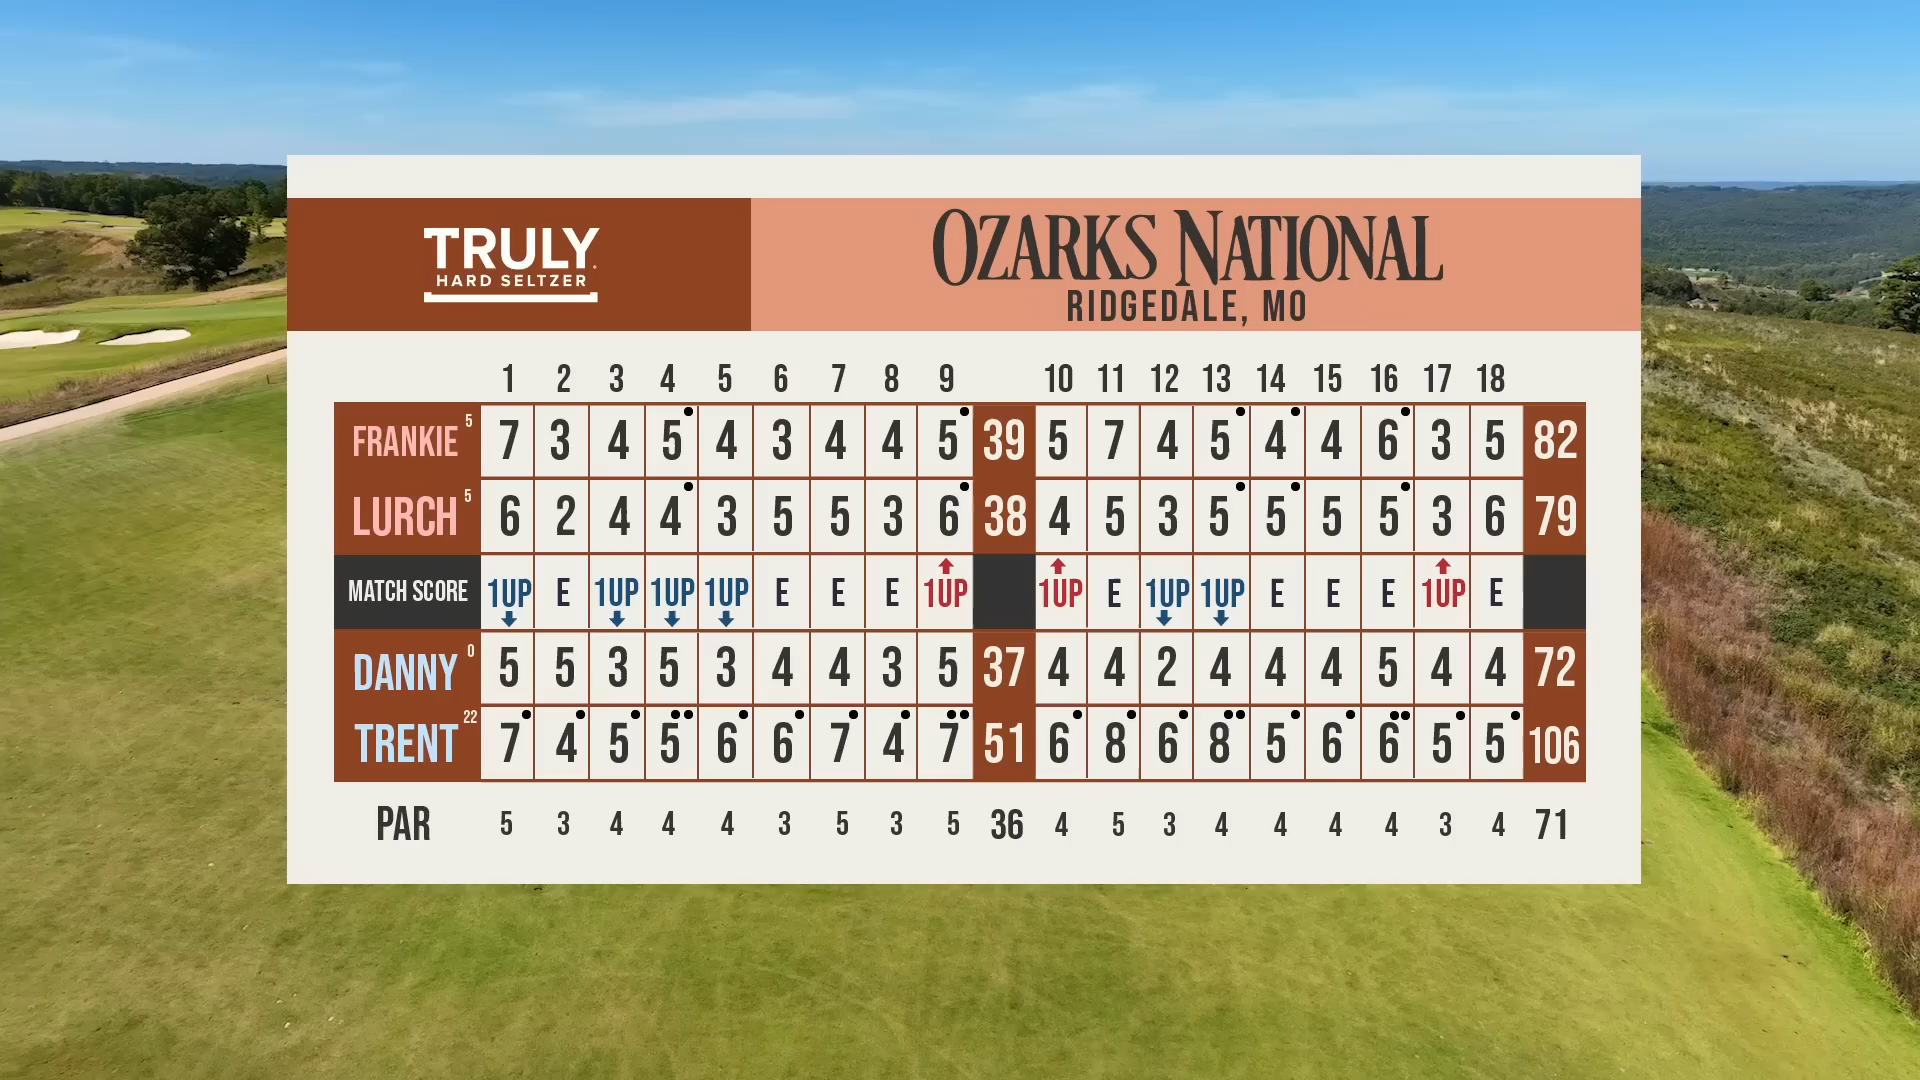 TRULY
HARD SELTZER
OZARKS NATIONAL
RIDGEDALE, MO
1 2 3 4 5 6 7 8 9 10 11 12 13 14 15 16 17 18
FRANKIE 5 7 3 4 5 4 3 4 4 5 39 5 7 4 5 4 4 6 3 5 82
LURCH 5 6 2 4 4 3 5 5 3 6 38 4 5 3 5 5 5 5 3 6 79
MATCH SCORE 1UP E 1UP 1UP 1UP E E E 1UP 1UP E 1UP 1UP E E E 1UP E
DANNY 0 5 5 3 5 3 4 4 3 5 37 4 4 2 4 4 4 5 4 4 72
TRENT 22 7 4 5 5 6 6 7 4 7 51 6 8 6 8 5 6 6 5 5 106
PAR 5 3 4 4 4 3 5 3 5 36 4 5 3 4 4 4 4 3 4 71